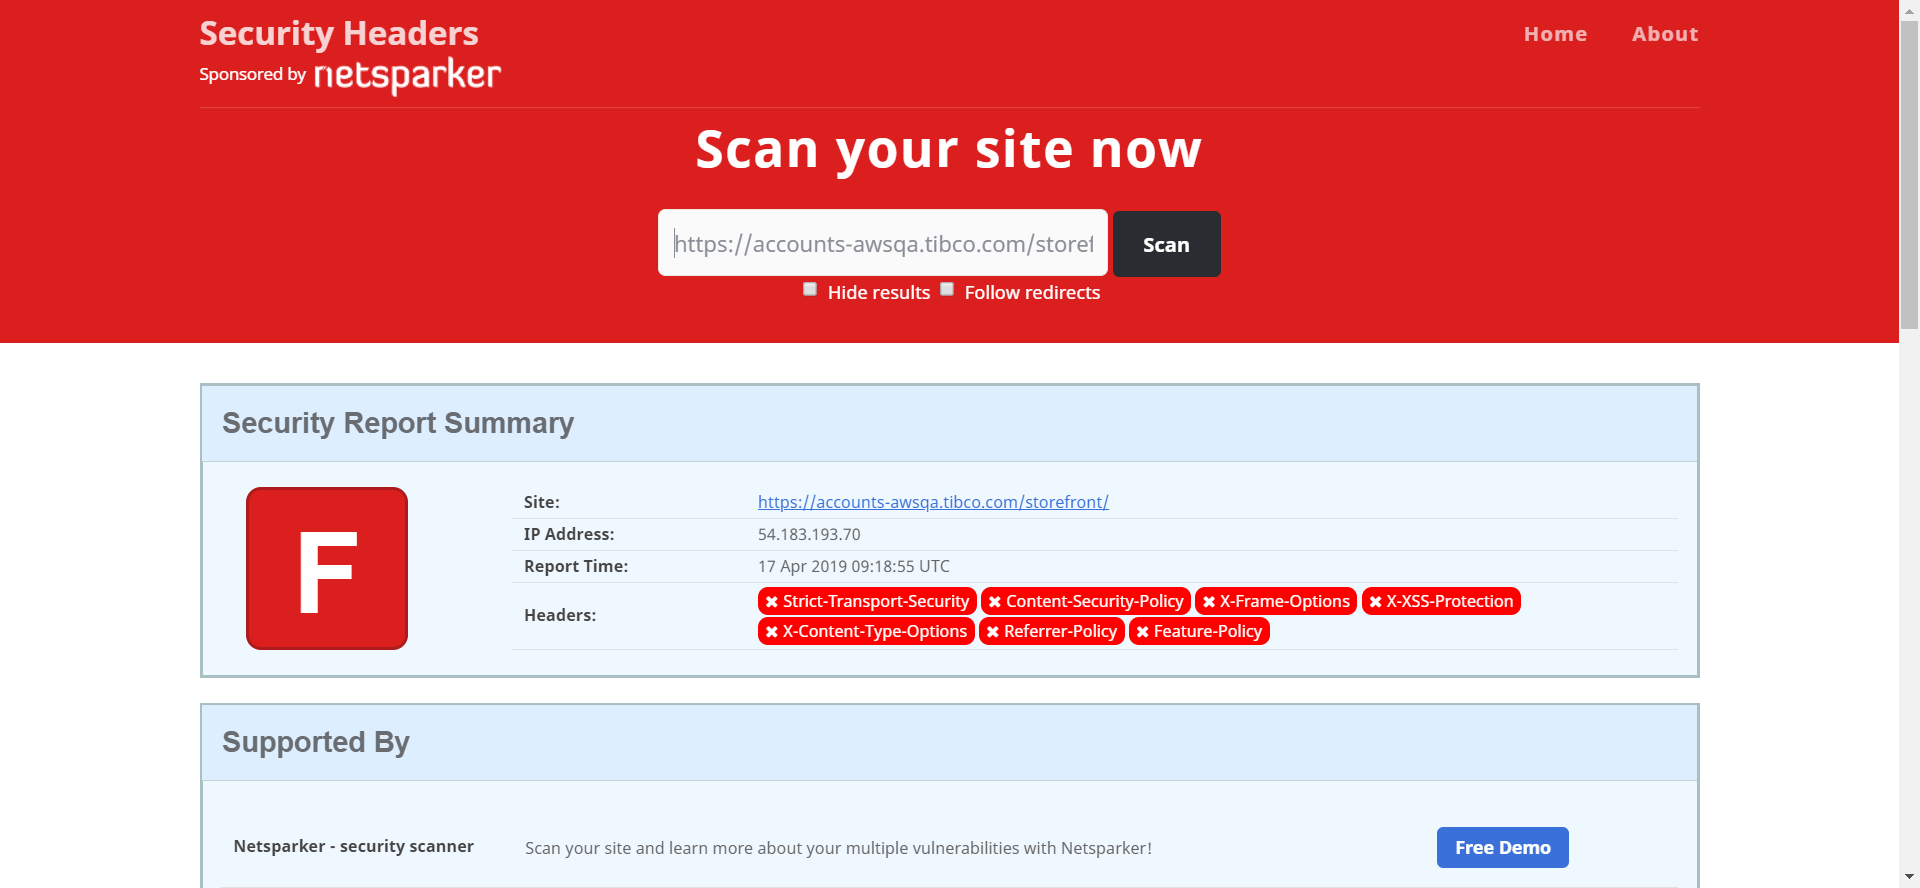 Security Headers
Home About
Sponsored by netsparker
Scan your site now
https://accounts-awsqa.tibco.com/storef
Scan
Hide results Follow redirects
Security Report Summary
F
Site: https://accounts-awsqa.tibco.com/storefront/
IP Address: 54.183.193.70
Report Time: 17 Apr 2019 09:18:55 UTC
Headers: ✖ Strict-Transport-Security ✖ Content-Security-Policy ✖ X-Frame-Options ✖ X-XSS-Protection
✖ X-Content-Type-Options ✖ Referrer-Policy ✖ Feature-Policy
Supported By
Netsparker - security scanner Scan your site and learn more about your multiple vulnerabilities with Netsparker! Free Demo